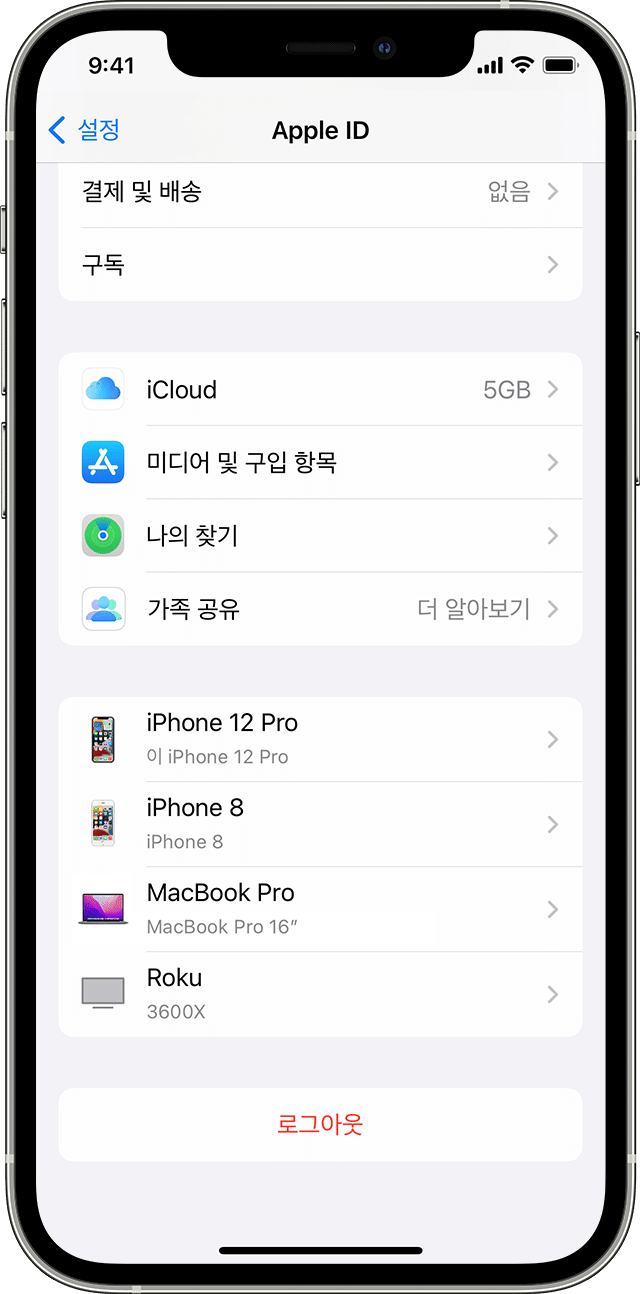 9:41
설정
Apple ID
결제 및 배송 없음
구독
iCloud 5GB
미디어 및 구입 항목
나의 찾기
가족 공유 더 알아보기
iPhone 12 Pro
이 iPhone 12 Pro
iPhone 8
iPhone 8
MacBook Pro
MacBook Pro 16″
Roku
3600X
로그아웃